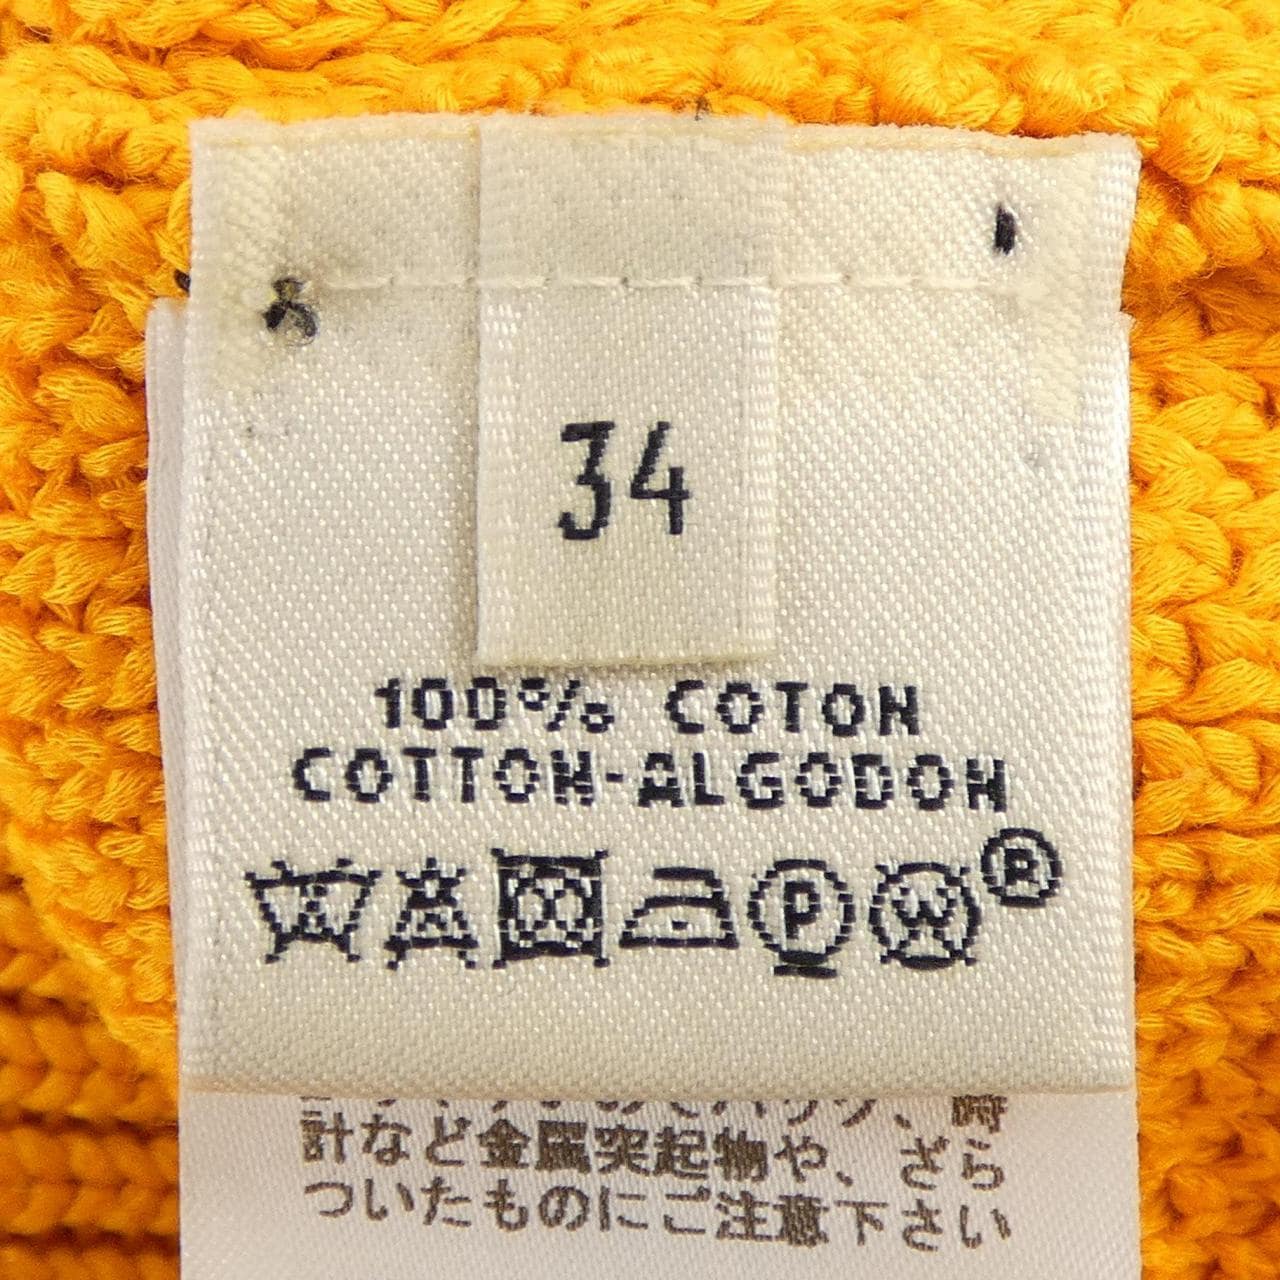 34
100% COTON
COTTON-ALGODON
P W ®
計など金属突起物や、ざら
ついたものにご注意下さい